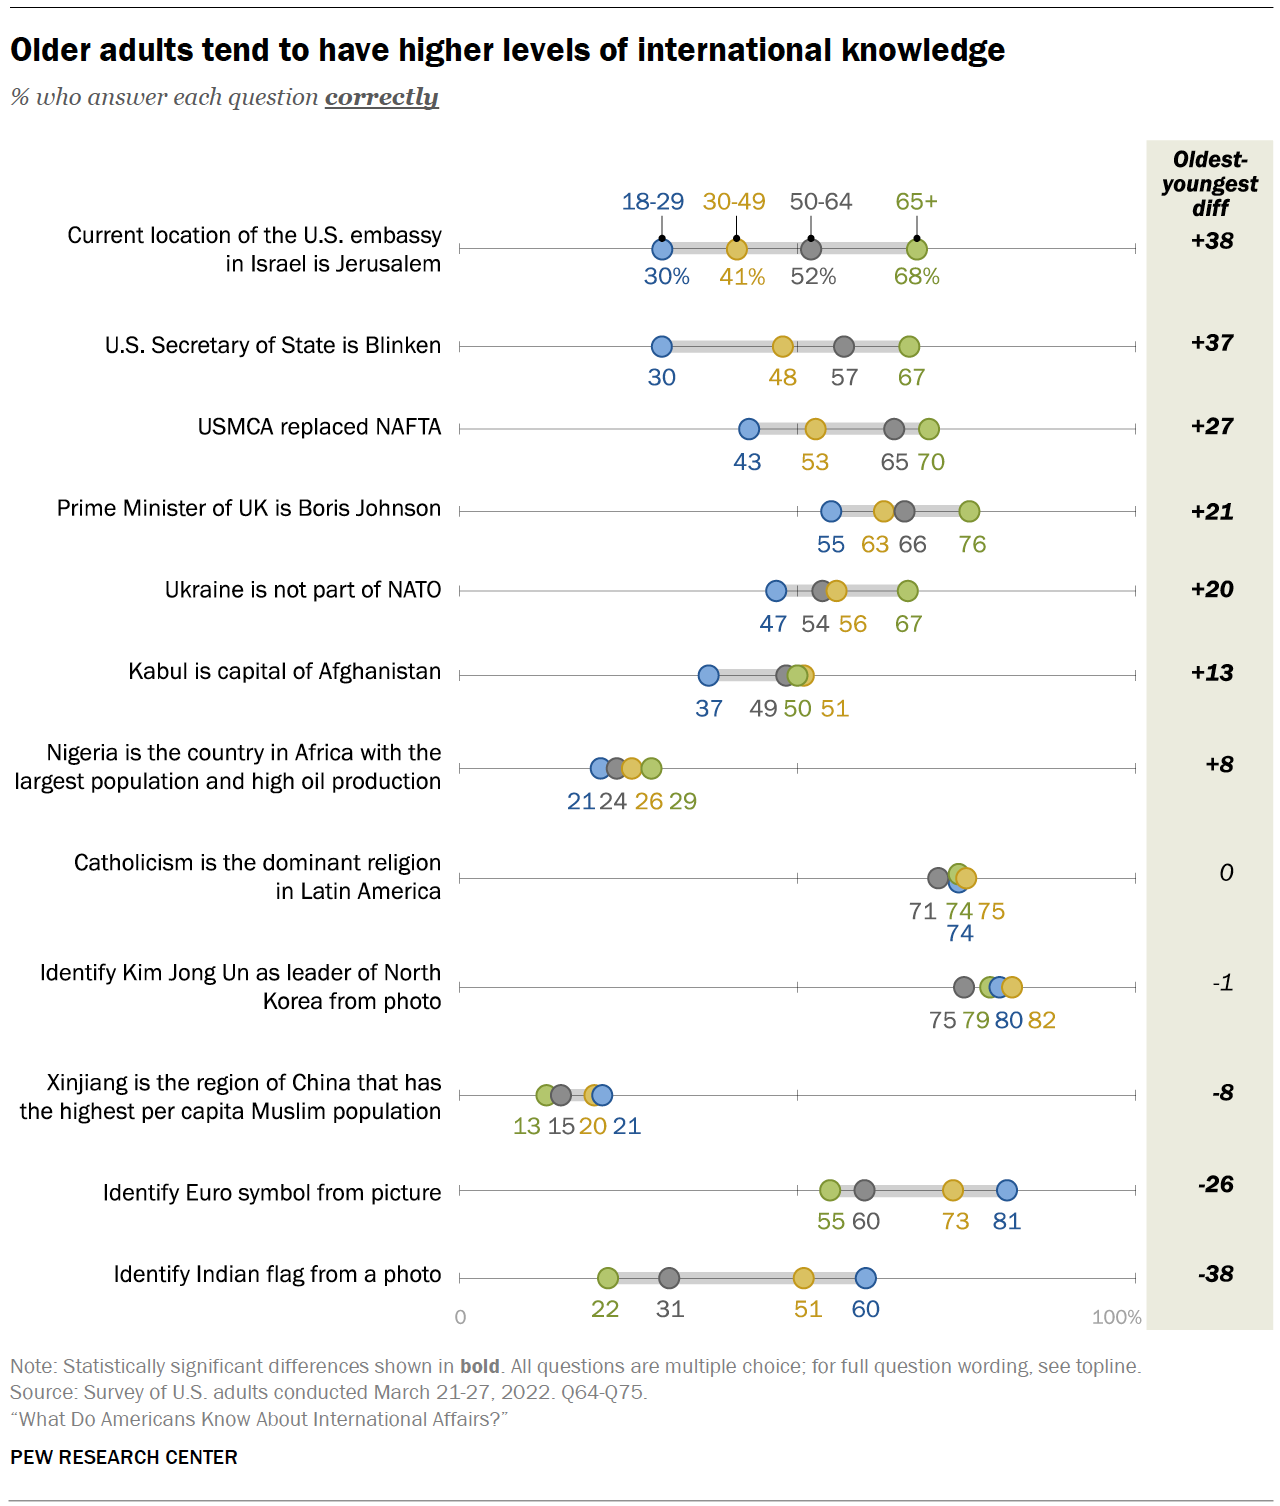 Older adults tend to have higher levels of international knowledge
% who answer each question correctly
Oldest-
youngest
diff
18-29 30-49 50-64 65+
Current location of the U.S. embassy
in Israel is Jerusalem
30% 41% 52% 68%
+38
U.S. Secretary of State is Blinken
30 48 57 67
+37
USMCA replaced NAFTA
43 53 65 70
+27
Prime Minister of UK is Boris Johnson
55 63 66 76
+21
Ukraine is not part of NATO
47 54 56 67
+20
Kabul is capital of Afghanistan
37 49 50 51
+13
Nigeria is the country in Africa with the
largest population and high oil production
21 24 26 29
+8
Catholicism is the dominant religion
in Latin America
71 74 75
74
0
Identify Kim Jong Un as leader of North
Korea from photo
75 79 80 82
-1
Xinjiang is the region of China that has
the highest per capita Muslim population
13 15 20 21
-8
Identify Euro symbol from picture
55 60 73 81
-26
Identify Indian flag from a photo
22 31 51 60
-38
0 100%
Note: Statistically significant differences shown in bold. All questions are multiple choice; for full question wording, see topline.
Source: Survey of U.S. adults conducted March 21-27, 2022. Q64-Q75.
“What Do Americans Know About International Affairs?”
PEW RESEARCH CENTER